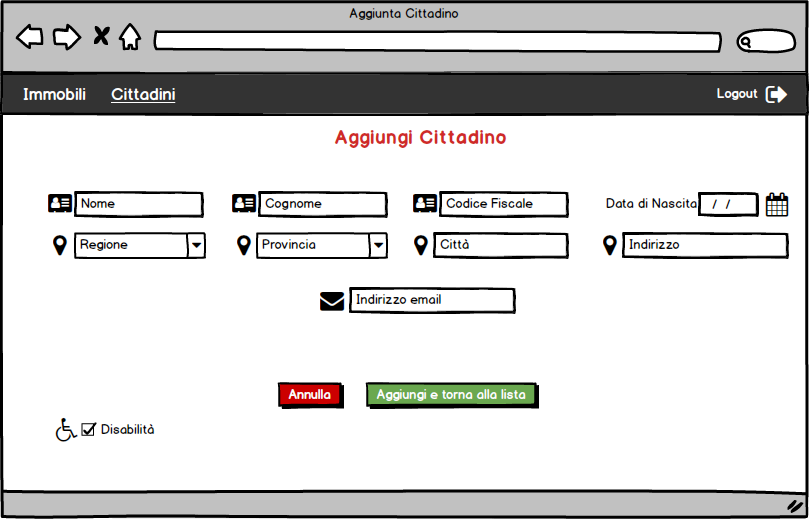 Aggiunta Cittadino
Immobili Cittadini Logout
Aggiungi Cittadino
Nome Cognome Codice Fiscale Data di Nascita / /
Regione Provincia Città Indirizzo
Indirizzo email
Annulla Aggiungi e torna alla lista
Disabilità